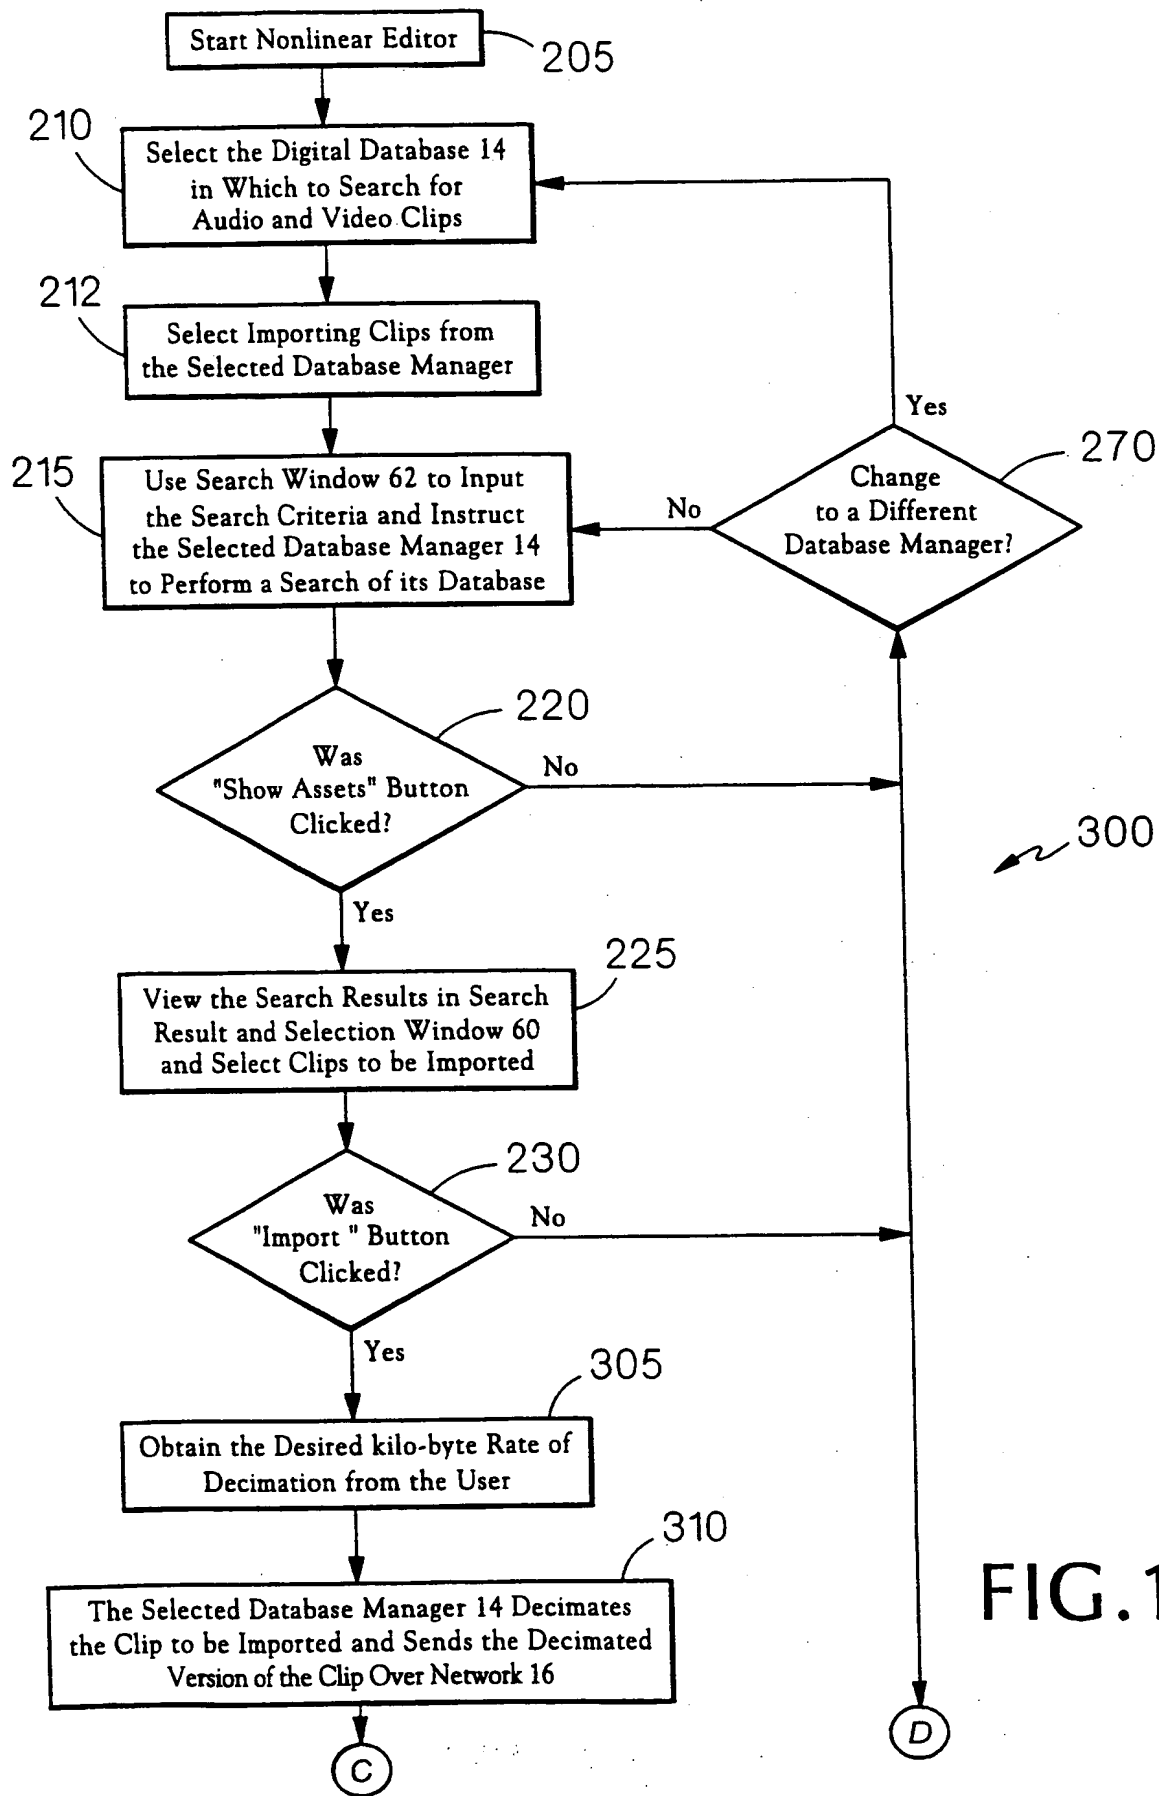 Start Nonlinear Editor
205
210
Select the Digital Database 14
in Which to Search for
Audio and Video Clips
212
Select Importing Clips from
the Selected Database Manager
Yes
270
Change
to a Different
Database Manager?
No
215
Use Search Window 62 to Input
the Search Criteria and Instruct
the Selected Database Manager 14
to Perform a Search of its Database
220
Was
"Show Assets" Button
Clicked?
No
300
Yes
225
View the Search Results in Search
Result and Selection Window 60
and Select Clips to be Imported
230
Was
"Import " Button
Clicked?
No
Yes
305
Obtain the Desired kilo-byte Rate of
Decimation from the User
310
The Selected Database Manager 14 Decimates
the Clip to be Imported and Sends the Decimated
Version of the Clip Over Network 16
FIG.1
D
C